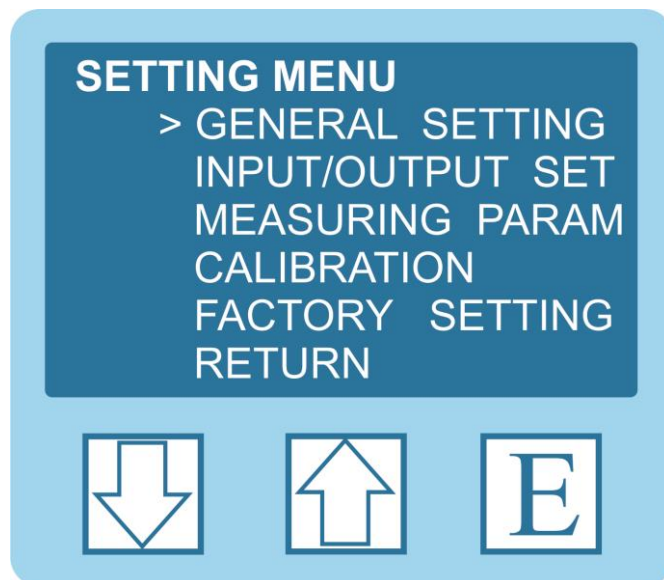 SETTING MENU
> GENERAL SETTING
INPUT/OUTPUT SET
MEASURING PARAM
CALIBRATION
FACTORY SETTING
RETURN
E